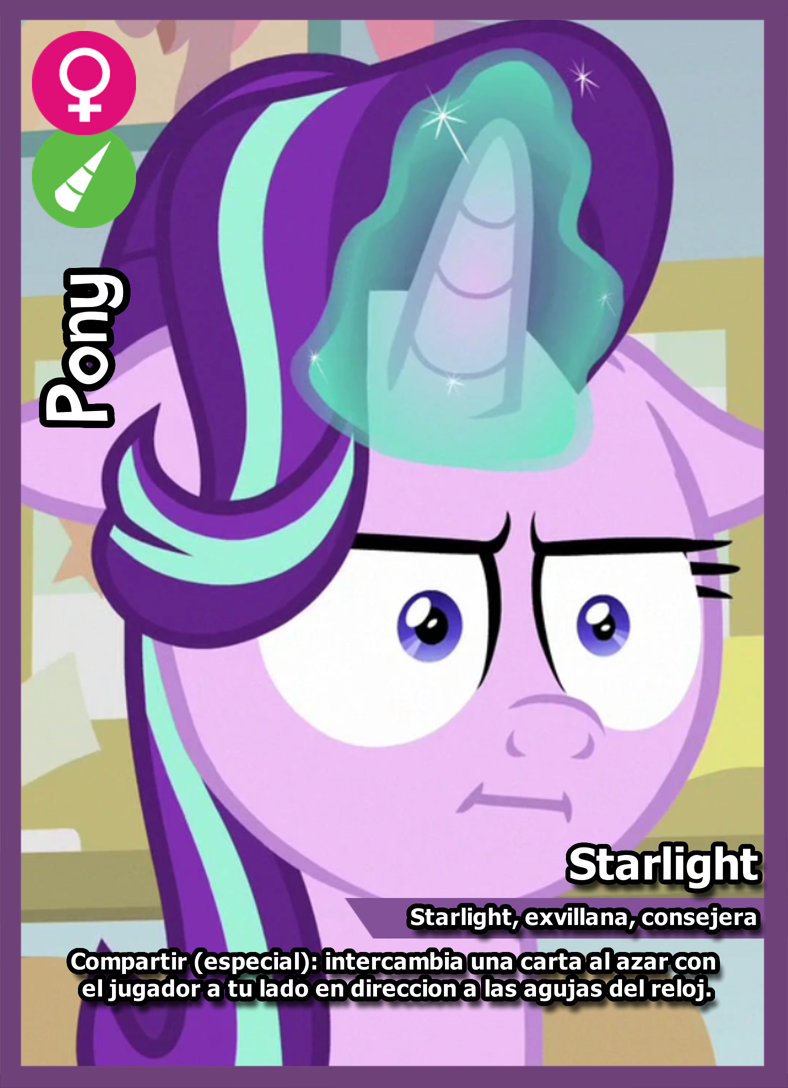 Pony
Starlight
Starlight, exvillana, consejera
Compartir (especial): intercambia una carta al azar con
el jugador a tu lado en direccion a las agujas del reloj.